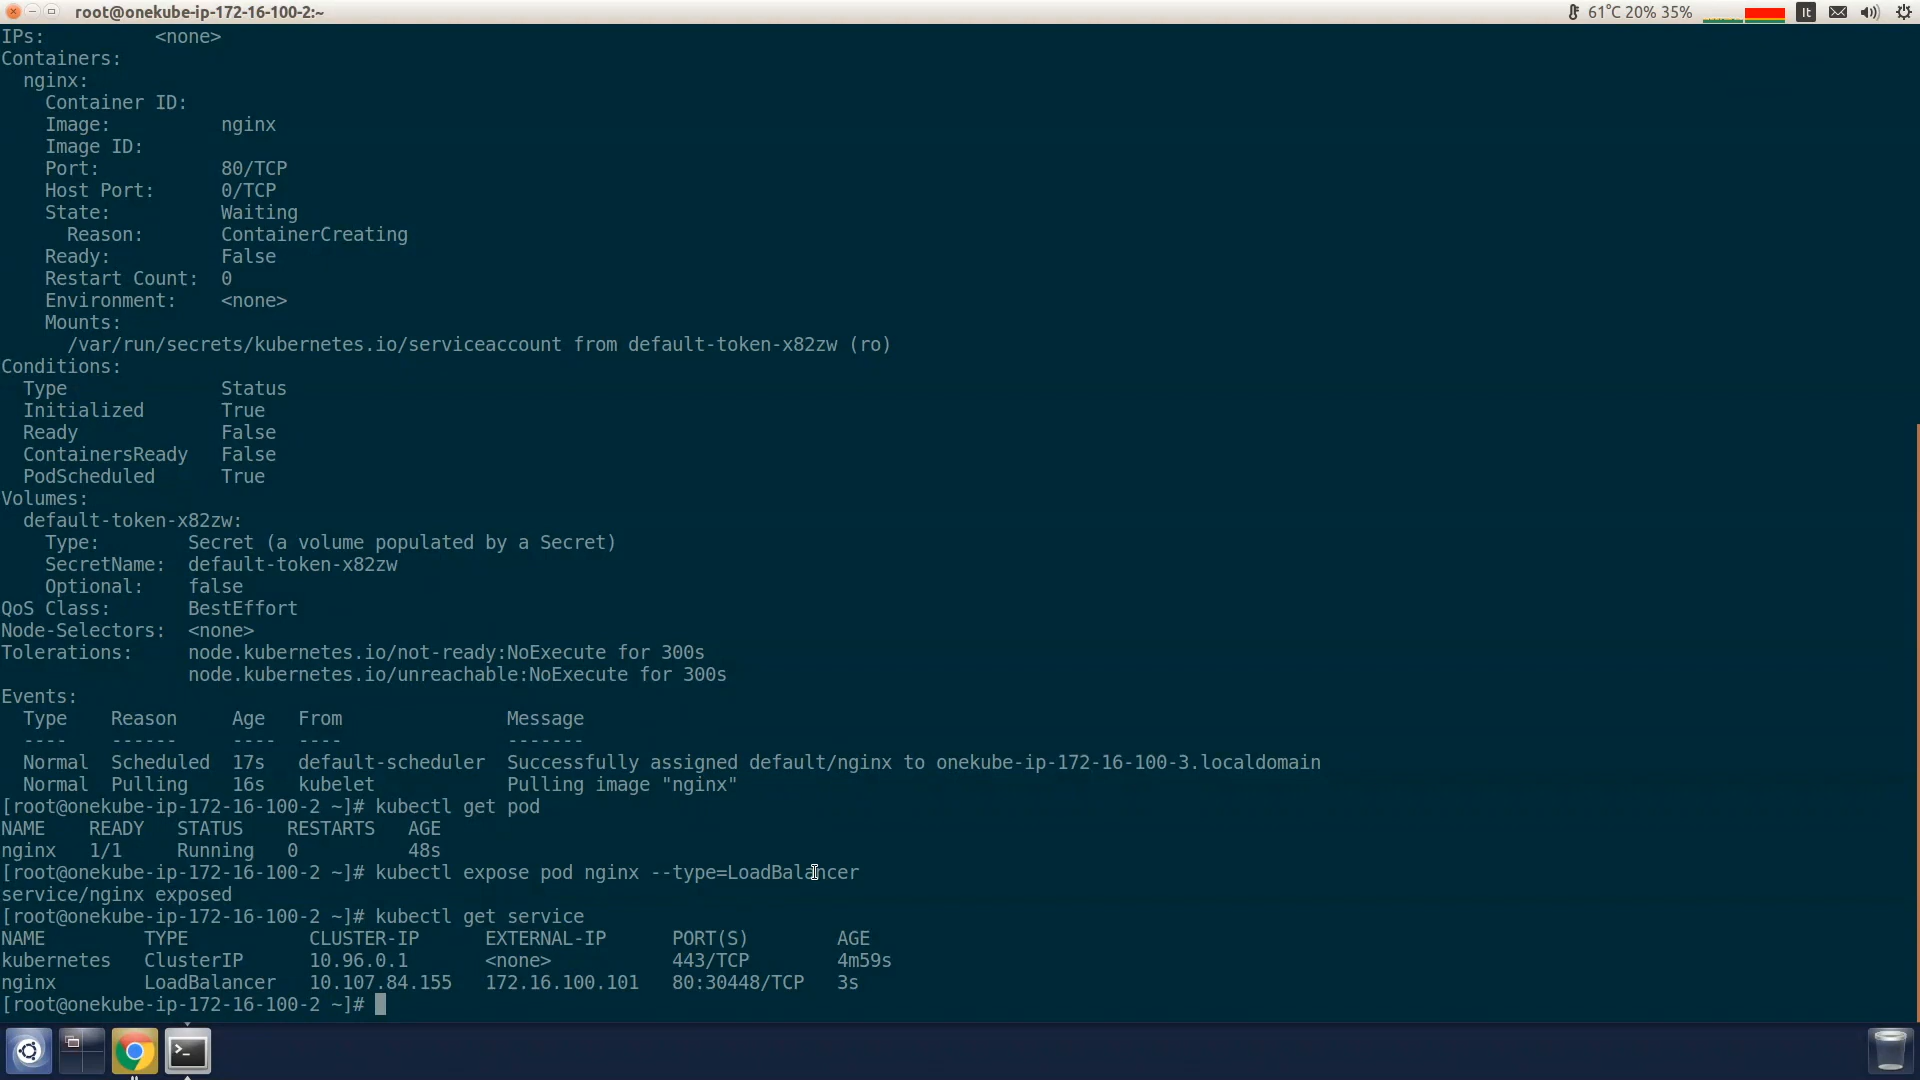 root@onekube-ip-172-16-100-2:~
61°C 20% 35%
It
IPs: <none>
Containers:
nginx:
Container ID:
Image: nginx
Image ID:
Port: 80/TCP
Host Port: 0/TCP
State: Waiting
Reason: ContainerCreating
Ready: False
Restart Count: 0
Environment: <none>
Mounts:
/var/run/secrets/kubernetes.io/serviceaccount from default-token-x82zw (ro)
Conditions:
Type Status
Initialized True
Ready False
ContainersReady False
PodScheduled True
Volumes:
default-token-x82zw:
Type: Secret (a volume populated by a Secret)
SecretName: default-token-x82zw
Optional: false
QoS Class: BestEffort
Node-Selectors: <none>
Tolerations: node.kubernetes.io/not-ready:NoExecute for 300s
node.kubernetes.io/unreachable:NoExecute for 300s
Events:
Type Reason Age From Message
---- ------ ---- ---- -------
Normal Scheduled 17s default-scheduler Successfully assigned default/nginx to onekube-ip-172-16-100-3.localdomain
Normal Pulling 16s kubelet Pulling image "nginx"
[root@onekube-ip-172-16-100-2 ~]# kubectl get pod
NAME READY STATUS RESTARTS AGE
nginx 1/1 Running 0 48s
[root@onekube-ip-172-16-100-2 ~]# kubectl expose pod nginx --type=LoadBalancer
service/nginx exposed
[root@onekube-ip-172-16-100-2 ~]# kubectl get service
NAME TYPE CLUSTER-IP EXTERNAL-IP PORT(S) AGE
kubernetes ClusterIP 10.96.0.1 <none> 443/TCP 4m59s
nginx LoadBalancer 10.107.84.155 172.16.100.101 80:30448/TCP 3s
[root@onekube-ip-172-16-100-2 ~]#